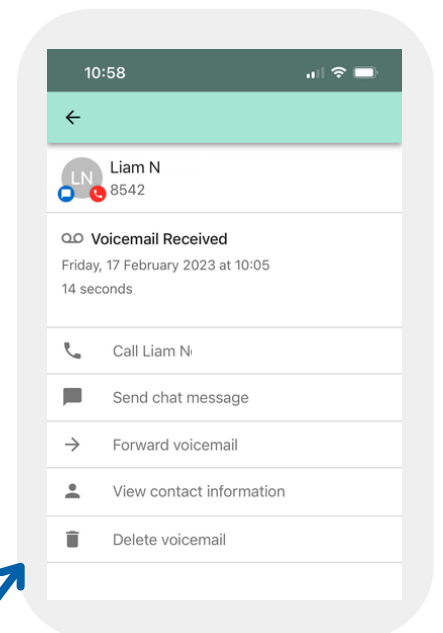 10:58
LN
Liam N
8542
Voicemail Received
Friday, 17 February 2023 at 10:05
14 seconds
Call Liam N
Send chat message
Forward voicemail
View contact information
Delete voicemail